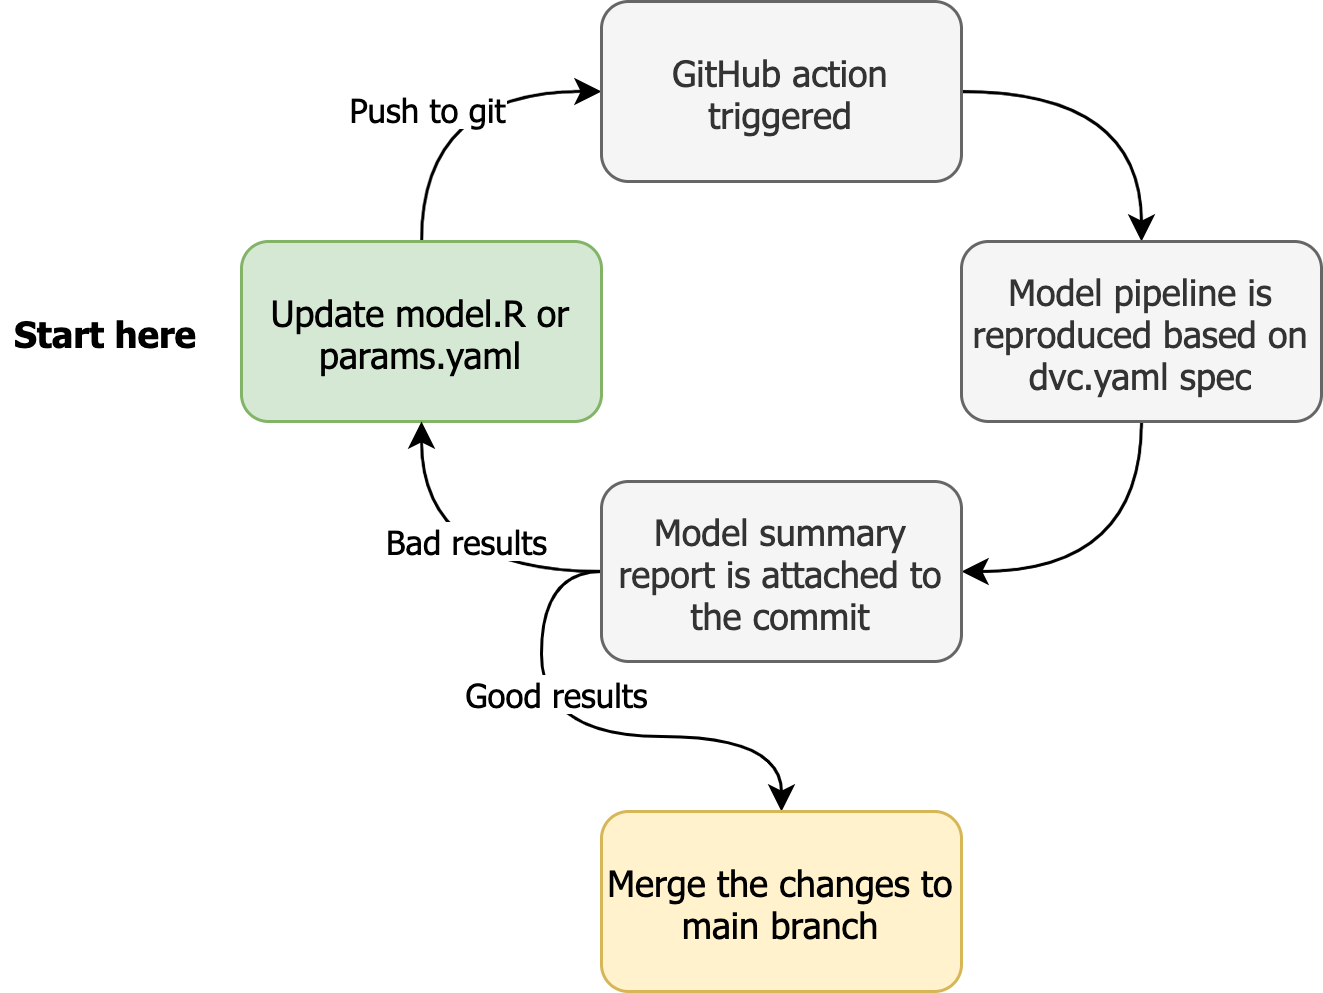 GitHub action
triggered
Push to git
Start here
Update model.R or
params.yaml
Model pipeline is
reproduced based on
dvc.yaml spec
Bad results
Model summary
report is attached to
the commit
Good results
Merge the changes to
main branch